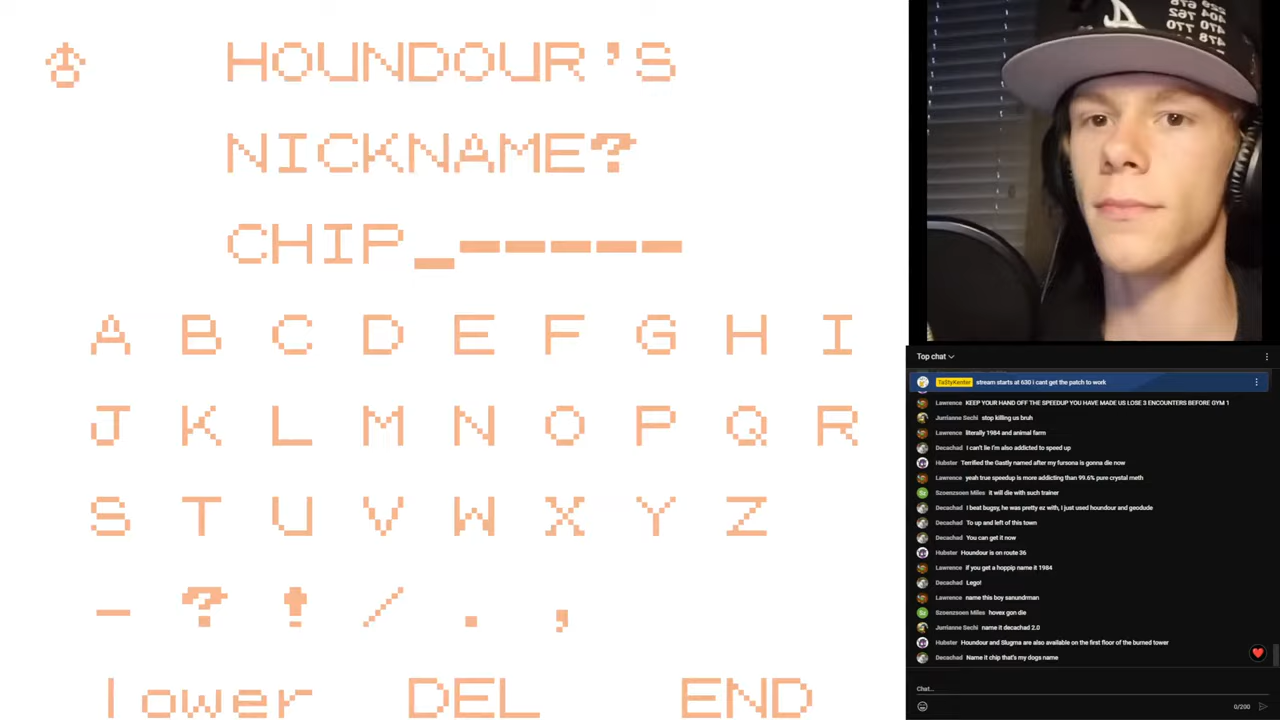 HOUNDOUR'S
NICKNAME?
CHIP_-----
A B C D E F G H I
J K L M N O P Q R
S T U V W X Y Z
- ? ! / . ,
lower DEL END
678
404
762
770
478
Top chat
TaStyKenter stream starts at 630 i cant get the patch to work
Lawrence KEEP YOUR HAND OFF THE SPEEDUP YOU HAVE MADE US LOSE 3 ENCOUNTERS BEFORE GYM 1
Jurrianne Sechi stop killing us bruh
Lawrence literally 1984 and animal farm
Decachad I can't lie I'm also addicted to speed up
Hubster Terrified the Gastly named after my fursona is gonna die now
Lawrence yeah true speedup is more addicting than 99.6% pure crystal meth
Szoenzoen Miles it will die with such trainer
Decachad I beat bugsy, he was pretty ez with, I just used houndour and geodude
Decachad To up and left of this town
Decachad You can get it now
Hubster Houndour is on route 36
Lawrence if you get a hoppip name it 1984
Decachad Lego!
Lawrence name this boy sanundrman
Szoenzoen Miles hovex gon die
Jurrianne Sechi name it decachad 2.0
Hubster Houndour and Slugma are also available on the first floor of the burned tower
Decachad Name it chip that's my dogs name
Chat...
0/200